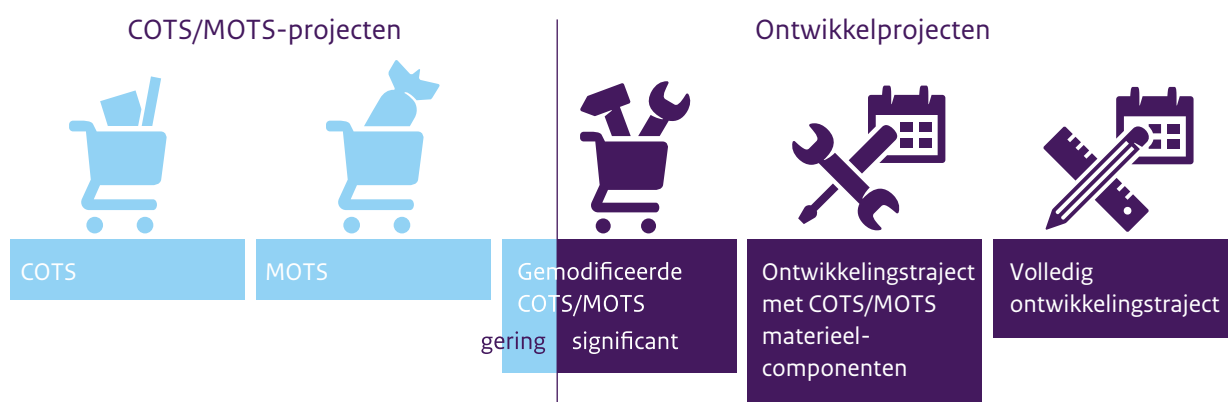 COTS/MOTS-projecten
Ontwikkelprojecten
COTS
MOTS
Gemodificeerde
COTS/MOTS
gering significant
Ontwikkelingstraject
met COTS/MOTS
materieel-
componenten
Volledig
ontwikkelingstraject